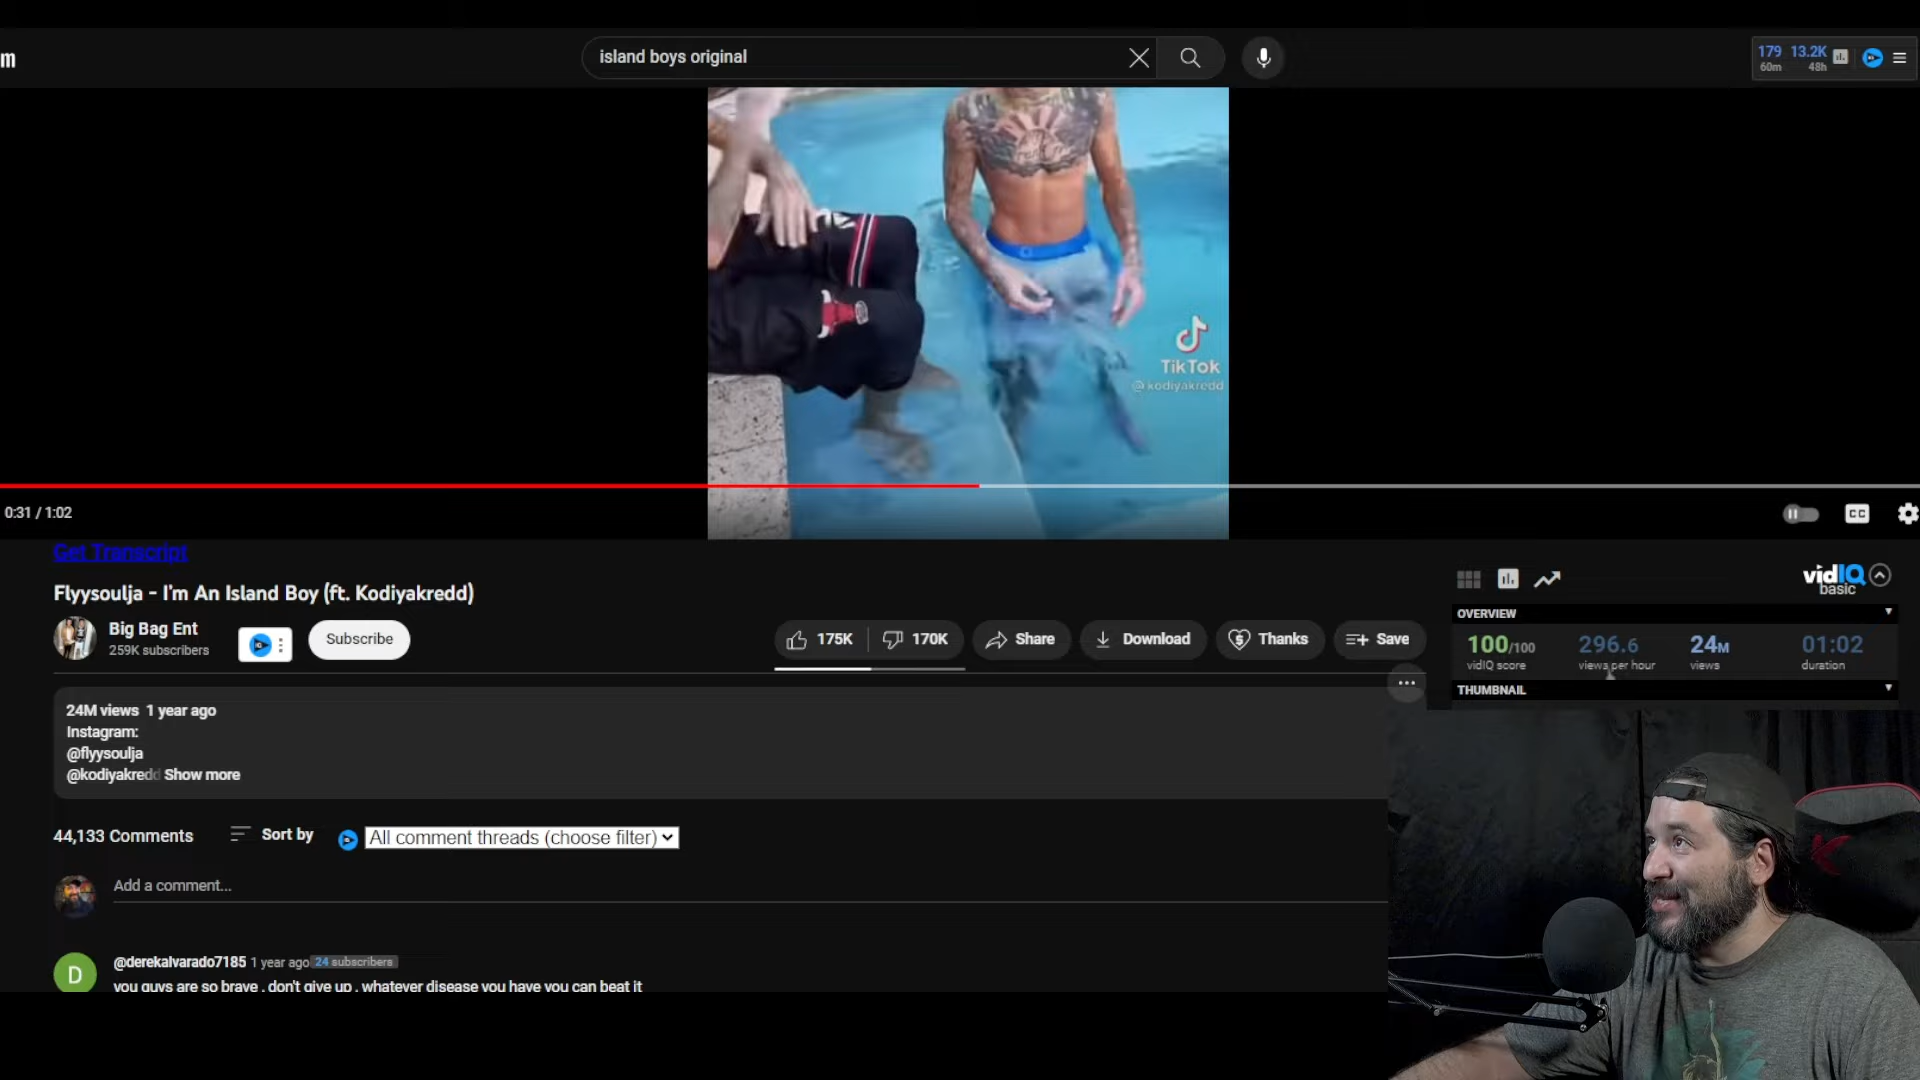 m
island boys original
179 13.2K
60m 48h
TikTok
@kodiyakredd
0:31 / 1:02
CC
Get Transcript
Flyysoulja - I'm An Island Boy (ft. Kodiyakredd)
Big Bag Ent
259K subscribers
Subscribe
175K
170K
Share
Download
Thanks
Save
vidIQ
basic
OVERVIEW
100/100
vidIQ score
296.6
views per hour
24M
views
01:02
duration
THUMBNAIL
24M views 1 year ago
Instagram:
@flyysoulja
@kodiyakredd Show more
44,133 Comments
Sort by
All comment threads (choose filter)
Add a comment...
D
@derekalvarado7185 1 year ago 24 subscribers
you guys are so brave , don't give up , whatever disease you have you can beat it